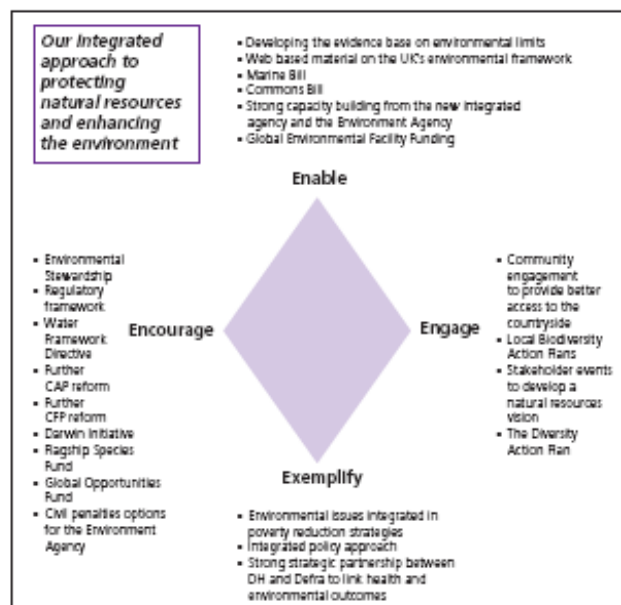 Our integrated
approach to
protecting
natural resources
and enhancing
the environment
• Developing the evidence base on environmental limits
• Web based material on the UK's environmental framework
• Marine Bill
• Commons Bill
• Strong capacity building from the new integrated
agency and the Environment Agency
• Global Environmental Facility Funding
Enable
• Environmental
Stewardship
• Regulatory
framework
• Water
Framework
Directive
• Further
CAP reform
• Further
CFP reform
• Darwin Initiative
• Flagship Species
Fund
• Global Opportunities
Fund
• Civil penalties options
for the Environment
Agency
Encourage
Engage
• Community
engagement
to provide better
access to the
countryside
• Local Biodiversity
Action Plans
• Stakeholder events
to develop a
natural resources
vision
• The Diversity
Action Plan
Exemplify
• Environmental issues integrated in
poverty reduction strategies
• Integrated policy approach
• Strong strategic partnership between
DH and Defra to link health and
environmental outcomes